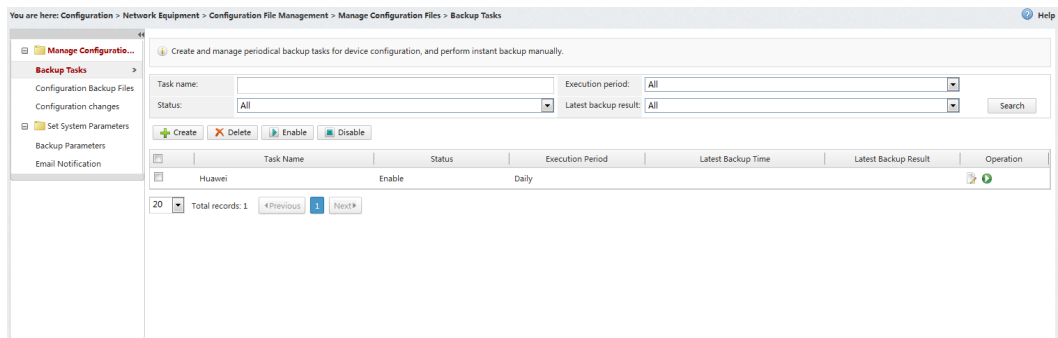 You are here: Configuration > Network Equipment > Configuration File Management > Manage Configuration Files > Backup Tasks
Help
Manage Configuratio...
Backup Tasks
Configuration Backup Files
Configuration changes
Set System Parameters
Backup Parameters
Email Notification
Create and manage periodical backup tasks for device configuration, and perform instant backup manually.
Task name: Execution period: All
Status: All Latest backup result: All Search
Create Delete Enable Disable
Task Name Status Execution Period Latest Backup Time Latest Backup Result Operation
Huawei Enable Daily
20 Total records: 1 Previous 1 Next